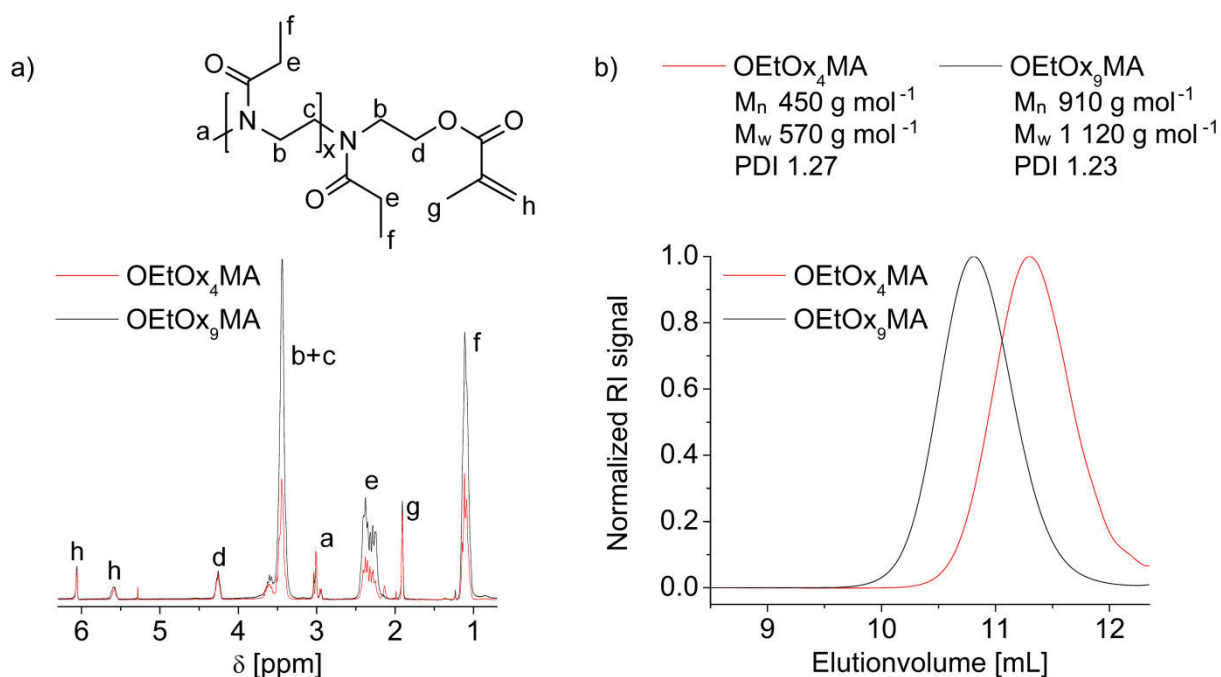 a)
f
O
e
N
c
b
O
O
a
b
x
N
d
O
e
g
h
f
OEtOx₄MA
OEtOx₉MA
b+c
f
e
g
a
h
h
d
6 5 4 3 2 1
δ [ppm]
b)
OEtOx₄MA
Mn 450 g mol⁻¹
Mw 570 g mol⁻¹
PDI 1.27
OEtOx₉MA
Mn 910 g mol⁻¹
Mw 1 120 g mol⁻¹
PDI 1.23
OEtOx₄MA
OEtOx₉MA
1.0
0.8
0.6
0.4
0.2
0.0
Normalized RI signal
9 10 11 12
Elutionvolume [mL]